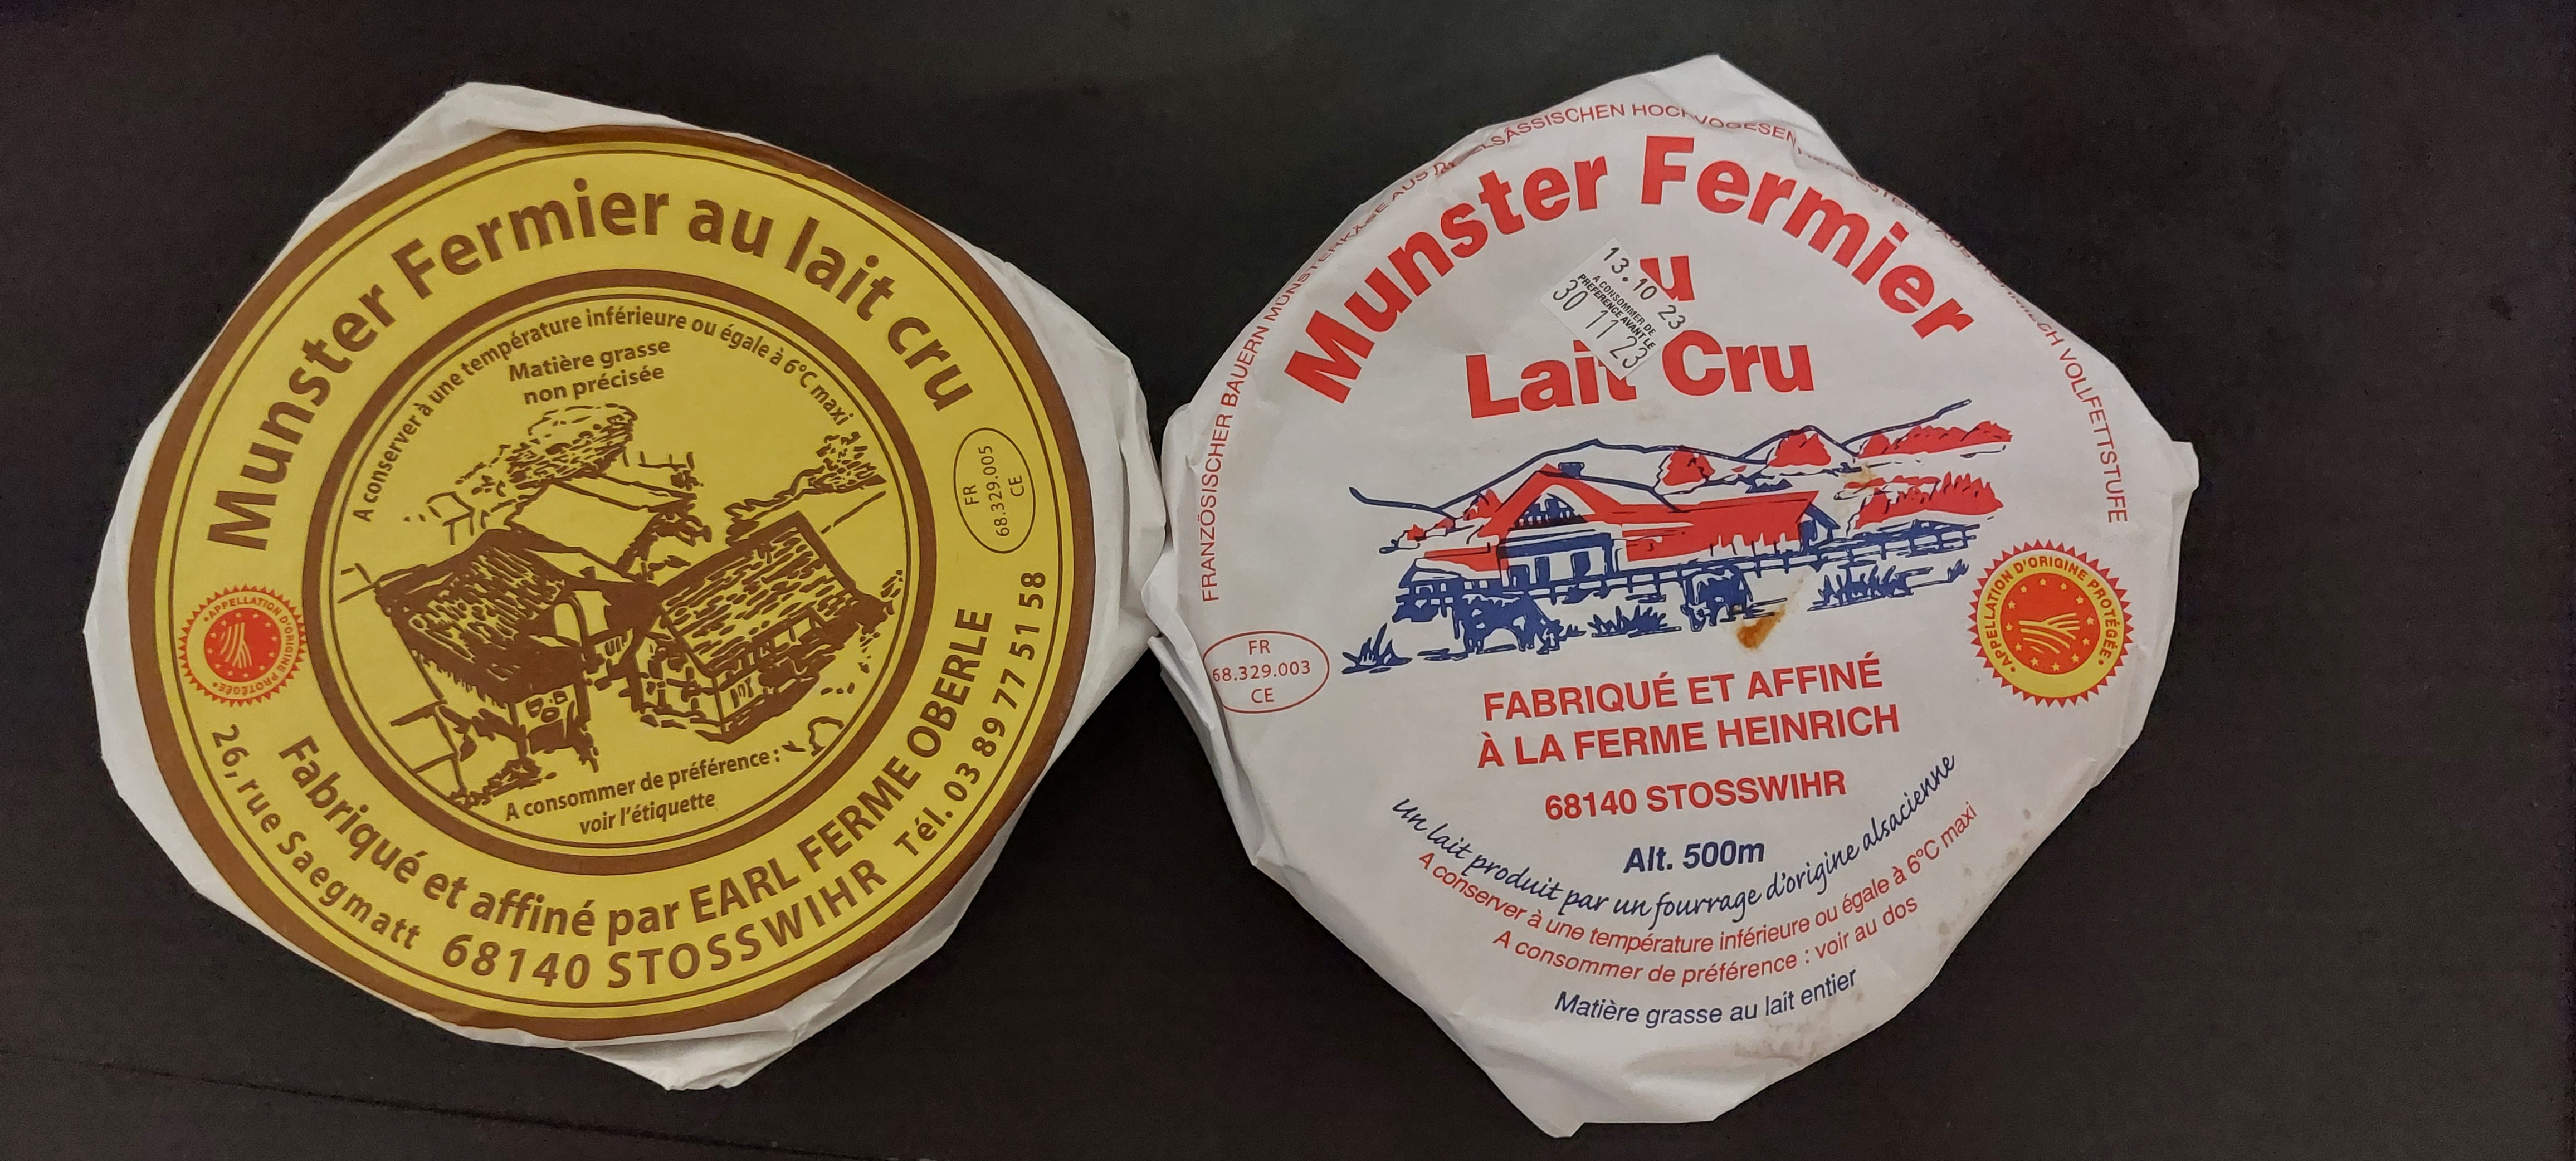 Munster Fermier au lait cru
A conserver à une température inférieure ou égale à 6°C maxi
Matière grasse
non précisée
FR
68.329.005
CE
APPELLATION D'ORIGINE PROTÉGÉE
A consommer de préférence :
voir l'étiquette
Fabriqué et affiné par EARL FERME OBERLE
26, rue Saegmatt 68140 STOSSWIHR Tél. 03 89 77 51 58
FRANZÖSISCHER BAUERN MÜNSTERKÄSE AUS ELSÄSSISCHEN HOCHVOGESEN VOLLFETTSTUFE
Munster Fermier
u
Lait Cru
13.10 23
A CONSOMMER DE
PREFERENCE AVANT LE
30 11 23
FR
68.329.003
CE
APPELLATION D'ORIGINE PROTÉGÉE
FABRIQUÉ ET AFFINÉ
À LA FERME HEINRICH
68140 STOSSWIHR
Alt. 500m
un lait produit par un fourrage d'origine alsacienne
A conserver à une température inférieure ou égale à 6°C maxi
A consommer de préférence : voir au dos
Matière grasse au lait entier